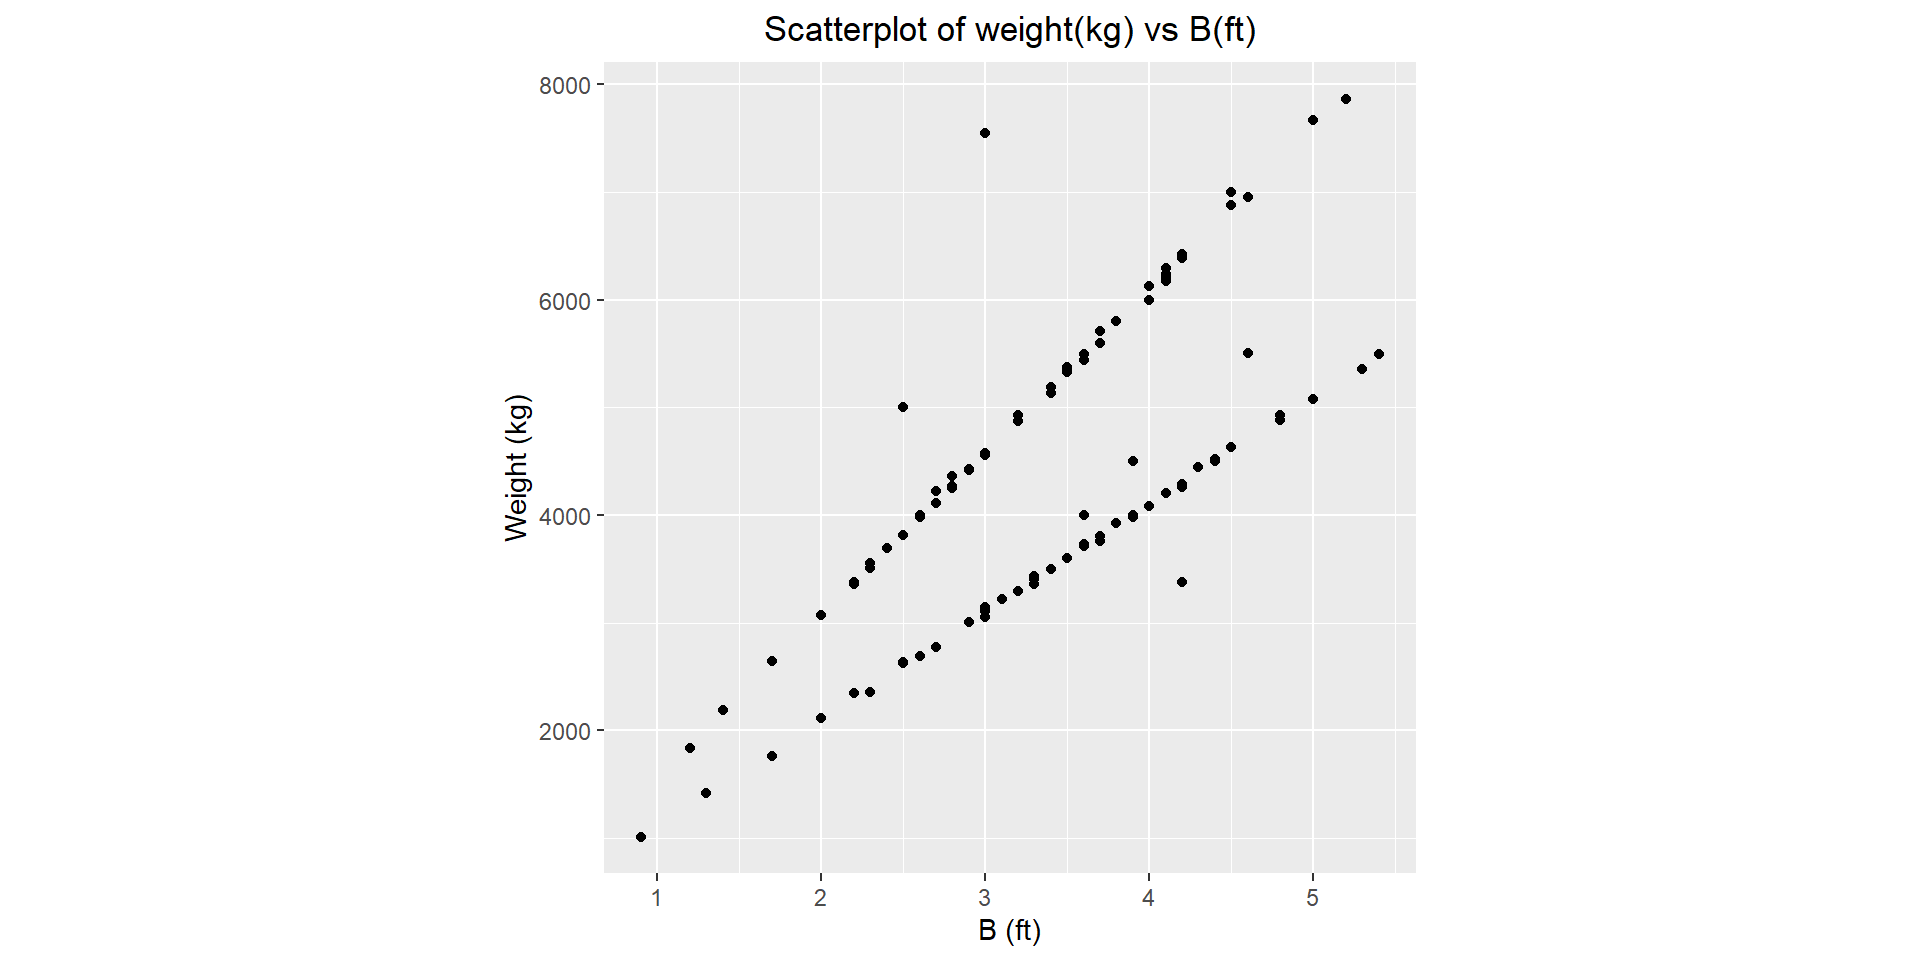 Scatterplot of weight(kg) vs B(ft)
8000
6000
4000
2000
Weight (kg)
1 2 3 4 5
B (ft)